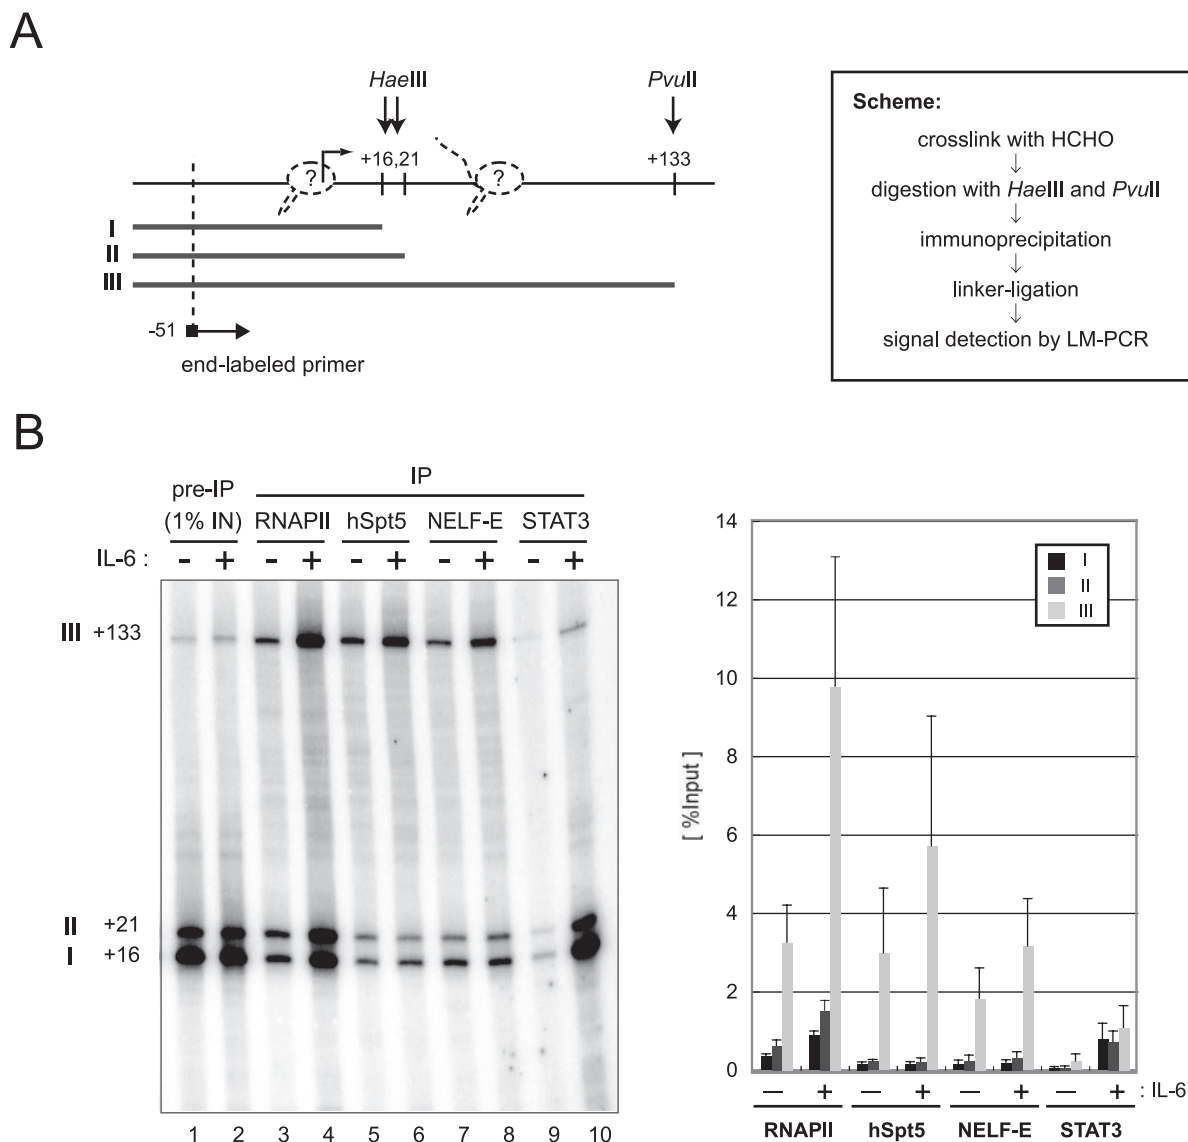 A
HaeIII
PvuII
+16,21
+133
?
?
I
II
III
-51
end-labeled primer
Scheme:
crosslink with HCHO
↓
digestion with HaeIII and PvuII
↓
immunoprecipitation
↓
linker-ligation
↓
signal detection by LM-PCR
B
IP
pre-IP
(1% IN) RNAPII hSpt5 NELF-E STAT3
IL-6 : - + - + - + - + - +
III +133
II +21
I +16
1 2 3 4 5 6 7 8 9 10
[ %Input ]
14
12
10
8
6
4
2
0
I
II
III
— + — + — + — + : IL-6
RNAPII hSpt5 NELF-E STAT3